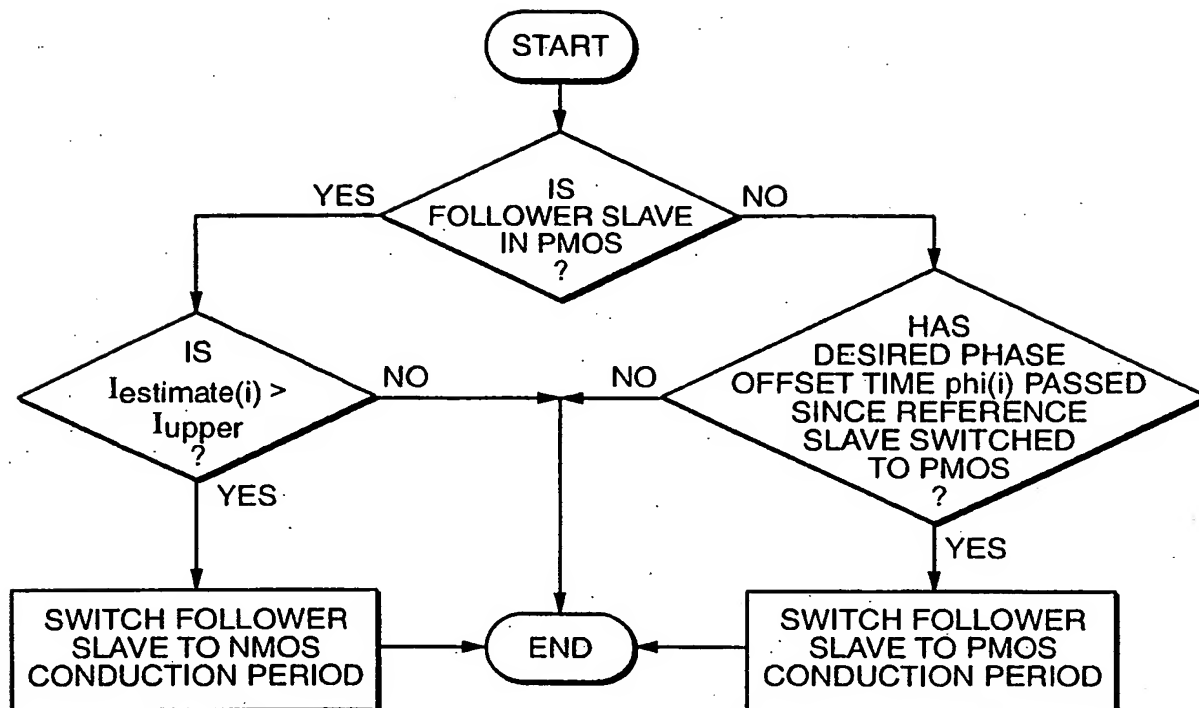 START
YES
NO
IS
FOLLOWER SLAVE
IN PMOS
?
IS
Iestimate(i) >
Iupper
?
NO
YES
HAS
DESIRED PHASE
OFFSET TIME phi(i) PASSED
SINCE REFERENCE
SLAVE SWITCHED
TO PMOS
?
NO
YES
SWITCH FOLLOWER
SLAVE TO NMOS
CONDUCTION PERIOD
END
SWITCH FOLLOWER
SLAVE TO PMOS
CONDUCTION PERIOD